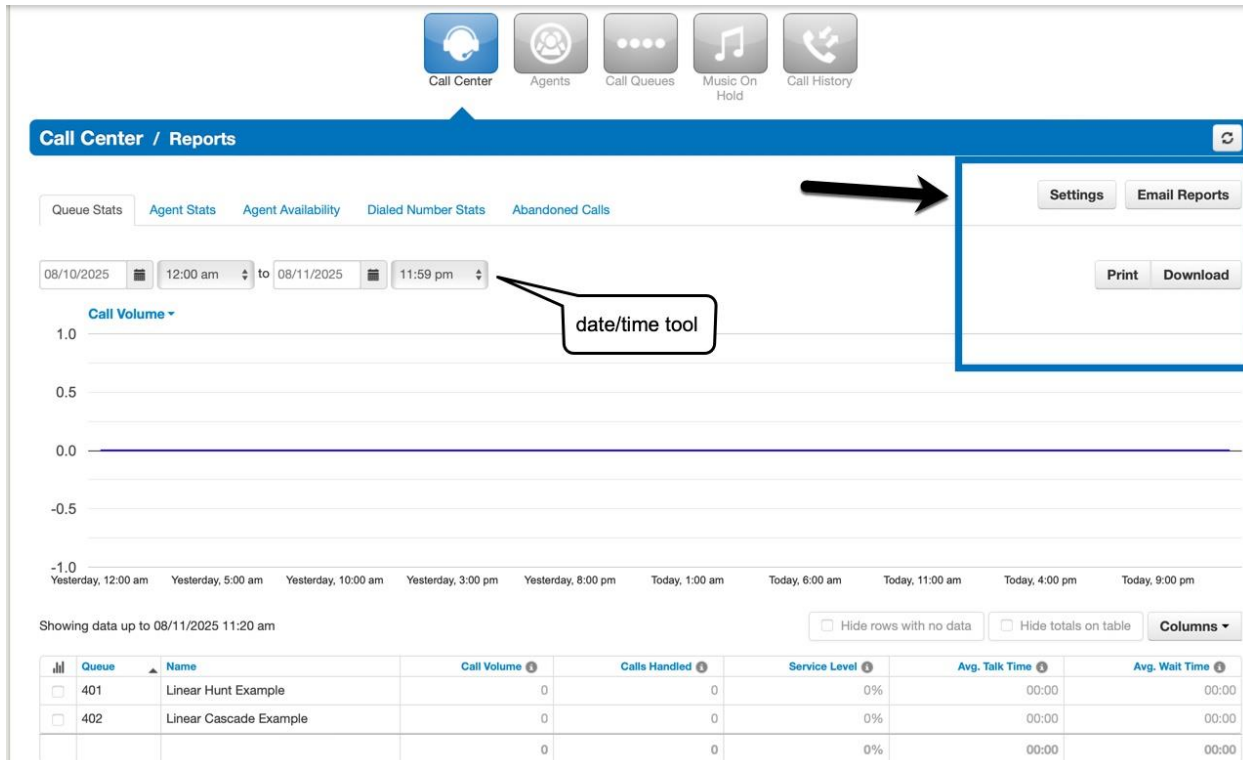 Call Center
Agents
Call Queues
Music On
Hold
Call History
Call Center / Reports
Settings
Email Reports
Queue Stats
Agent Stats
Agent Availability
Dialed Number Stats
Abandoned Calls
08/10/2025 12:00 am to 08/11/2025 11:59 pm
Print
Download
date/time tool
Call Volume
1.0
0.5
0.0
-0.5
-1.0
Yesterday, 12:00 am Yesterday, 5:00 am Yesterday, 10:00 am Yesterday, 3:00 pm Yesterday, 8:00 pm Today, 1:00 am Today, 6:00 am Today, 11:00 am Today, 4:00 pm Today, 9:00 pm
Showing data up to 08/11/2025 11:20 am
Hide rows with no data
Hide totals on table
Columns
Queue Name Call Volume Calls Handled Service Level Avg. Talk Time Avg. Wait Time
401 Linear Hunt Example 0 0 0% 00:00 00:00
402 Linear Cascade Example 0 0 0% 00:00 00:00
0 0 0% 00:00 00:00